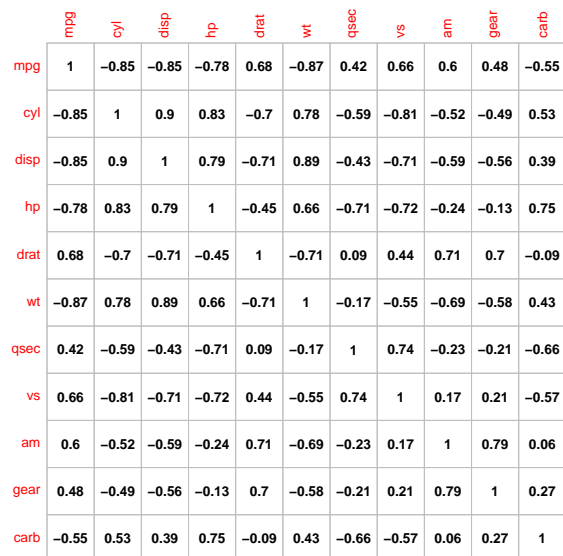 mpg cyl disp hp drat wt qsec vs am gear carb
mpg 1 −0.85 −0.85 −0.78 0.68 −0.87 0.42 0.66 0.6 0.48 −0.55
cyl −0.85 1 0.9 0.83 −0.7 0.78 −0.59 −0.81 −0.52 −0.49 0.53
disp −0.85 0.9 1 0.79 −0.71 0.89 −0.43 −0.71 −0.59 −0.56 0.39
hp −0.78 0.83 0.79 1 −0.45 0.66 −0.71 −0.72 −0.24 −0.13 0.75
drat 0.68 −0.7 −0.71 −0.45 1 −0.71 0.09 0.44 0.71 0.7 −0.09
wt −0.87 0.78 0.89 0.66 −0.71 1 −0.17 −0.55 −0.69 −0.58 0.43
qsec 0.42 −0.59 −0.43 −0.71 0.09 −0.17 1 0.74 −0.23 −0.21 −0.66
vs 0.66 −0.81 −0.71 −0.72 0.44 −0.55 0.74 1 0.17 0.21 −0.57
am 0.6 −0.52 −0.59 −0.24 0.71 −0.69 −0.23 0.17 1 0.79 0.06
gear 0.48 −0.49 −0.56 −0.13 0.7 −0.58 −0.21 0.21 0.79 1 0.27
carb −0.55 0.53 0.39 0.75 −0.09 0.43 −0.66 −0.57 0.06 0.27 1